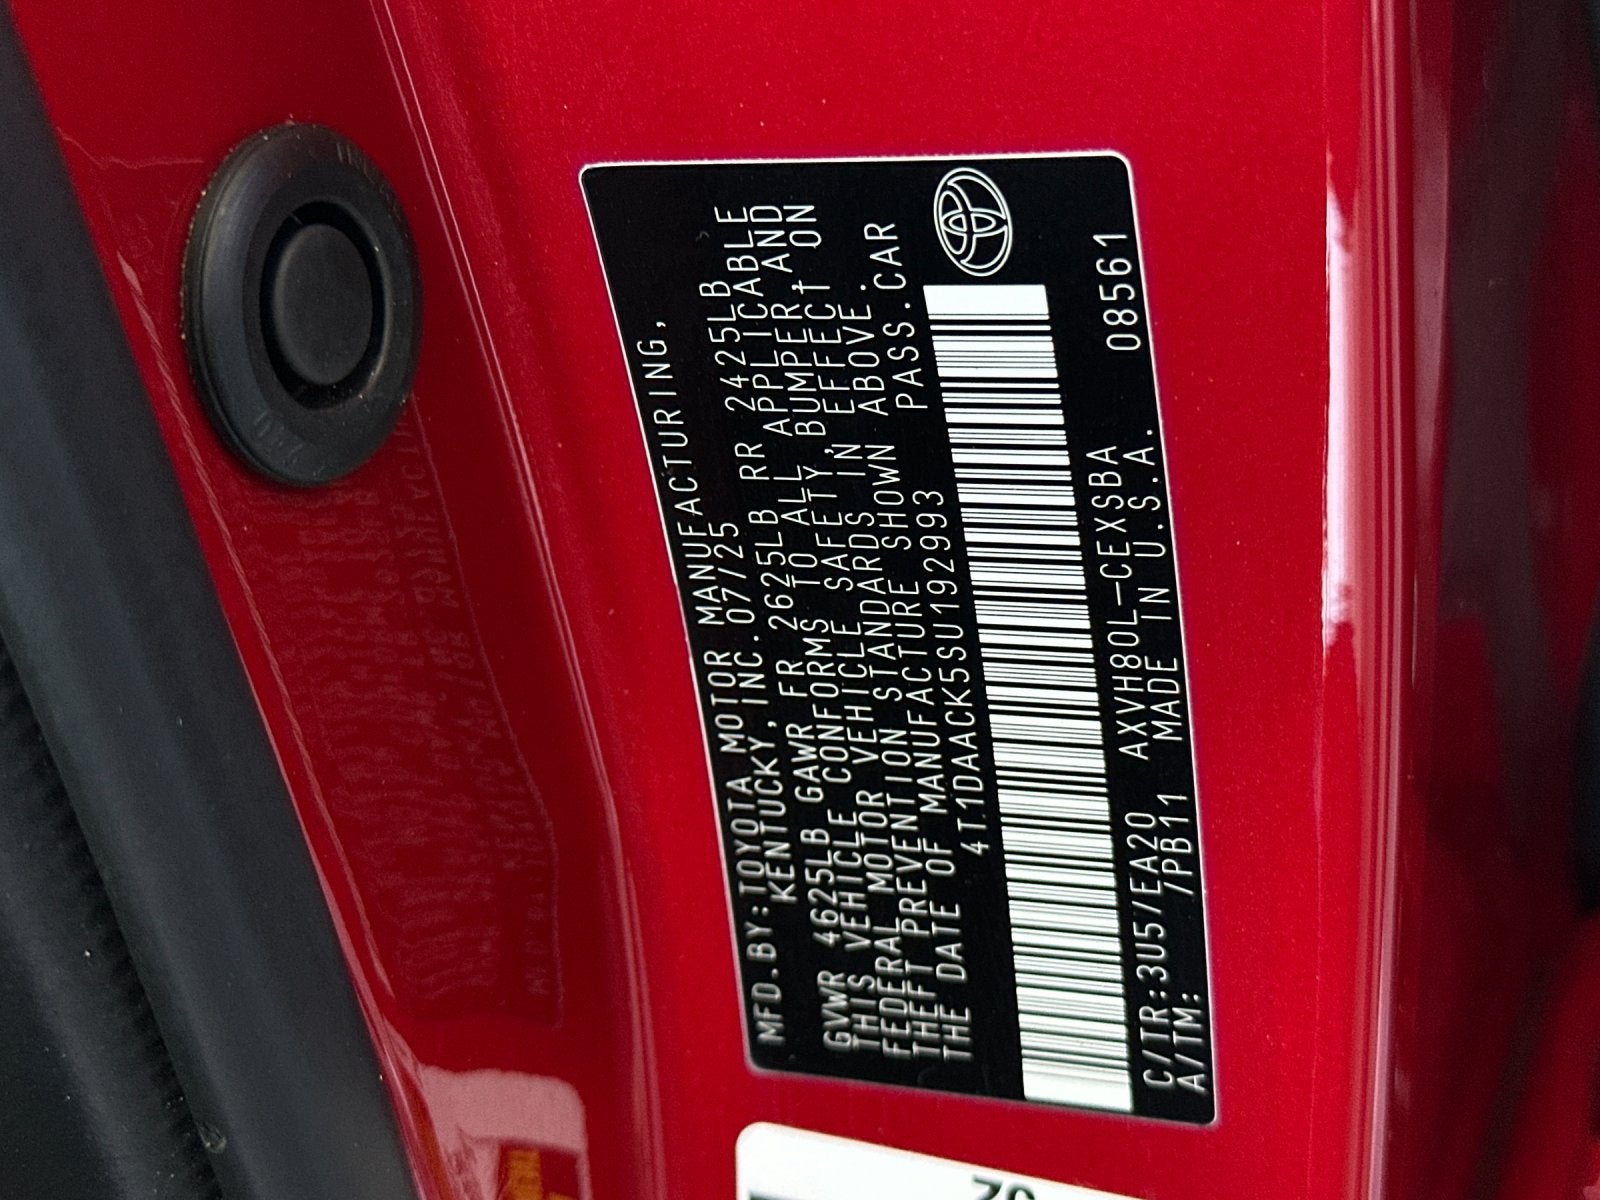 MFD.BY:TOYOTA MOTOR MANUFACTURING,
KENTUCKY, INC. 07/25
GVWR 4625LB GAWR FR 2625LB RR 2425LB
THIS VEHICLE CONFORMS TO ALL APPLICABLE
FEDERAL MOTOR VEHICLE SAFETY, BUMPER, AND
THEFT PREVENTION STANDARDS IN EFFECT ON
THE DATE OF MANUFACTURE SHOWN ABOVE.
4T1DAACK5SU192993 PASS.CAR
08561
C/TR:3U5/EA20 AXVH80L-CEXSBA
A/TM: /PB11 MADE IN U.S.A.